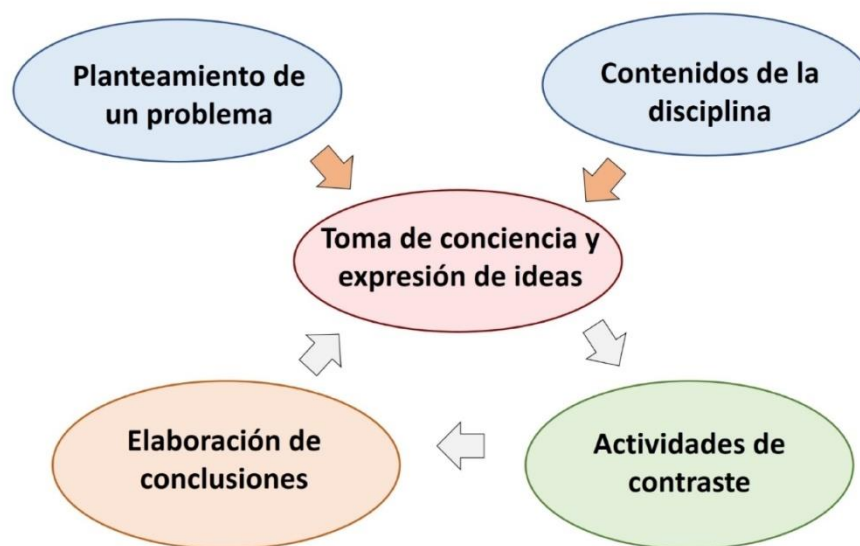 Planteamiento de
un problema
Contenidos de la
disciplina
Toma de conciencia y
expresión de ideas
Elaboración de
conclusiones
Actividades de
contraste